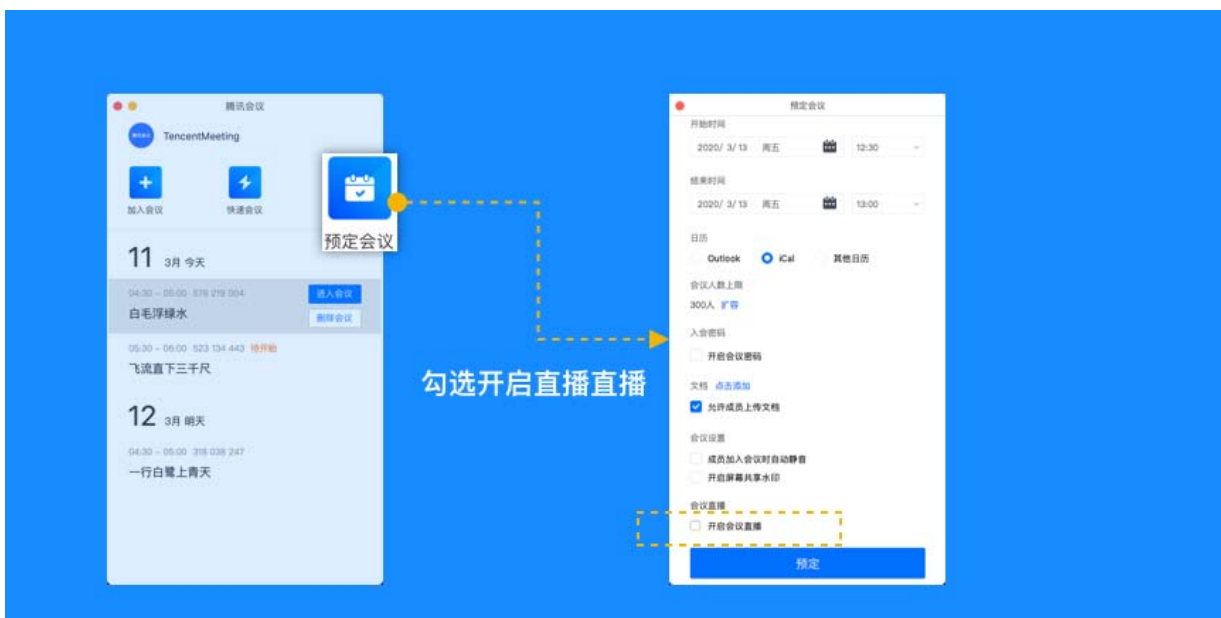 腾讯会议
TencentMeeting
加入会议
快速会议
预定会议
11 3月 今天
04:30 - 05:00 576 219 004
进入会议
白毛浮绿水
删除会议
05:30 - 06:00 523 134 443 待开始
飞流直下三千尺
12 3月 明天
04:30 - 05:00 318 038 247
一行白鹭上青天
勾选开启直播直播
预定会议
开始时间
2020/ 3/ 13 周五 12:30
结束时间
2020/ 3/ 13 周五 13:00
日历
Outlook iCal 其他日历
会议人数上限
300人 扩容
入会密码
开启会议密码
文档 点击添加
允许成员上传文档
会议设置
成员加入会议时自动静音
开启屏幕共享水印
会议直播
开启会议直播
预定